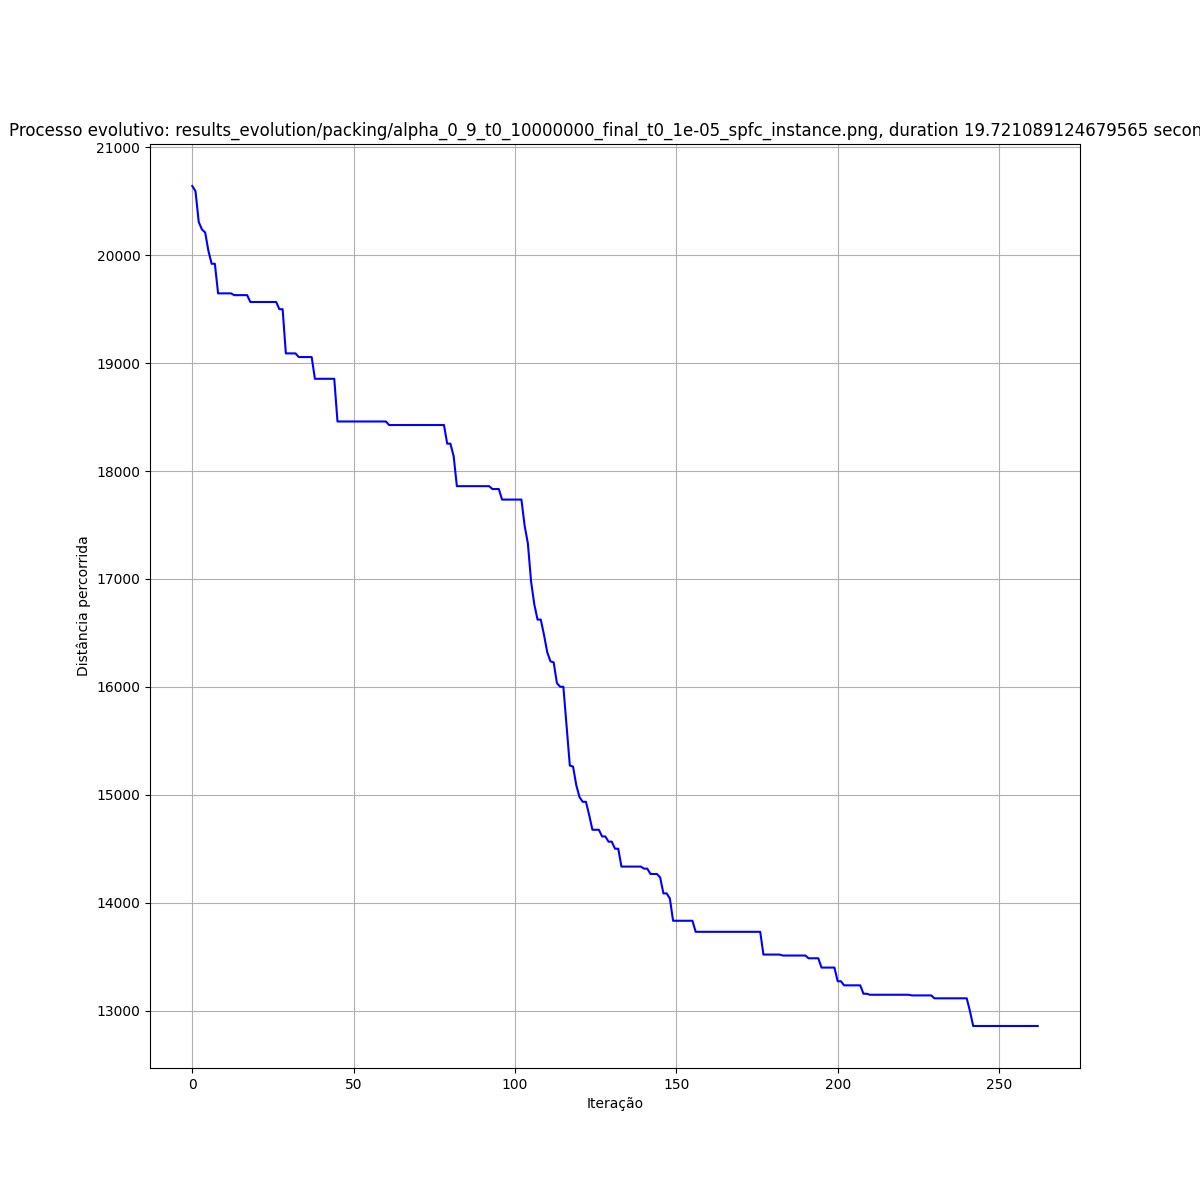 Processo evolutivo: results_evolution/packing/alpha_0_9_t0_10000000_final_t0_1e-05_spfc_instance.png, duration 19.721089124679565 secon
21000
20000
19000
18000
17000
16000
15000
14000
13000
Distância percorrida
0 50 100 150 200 250
Iteração